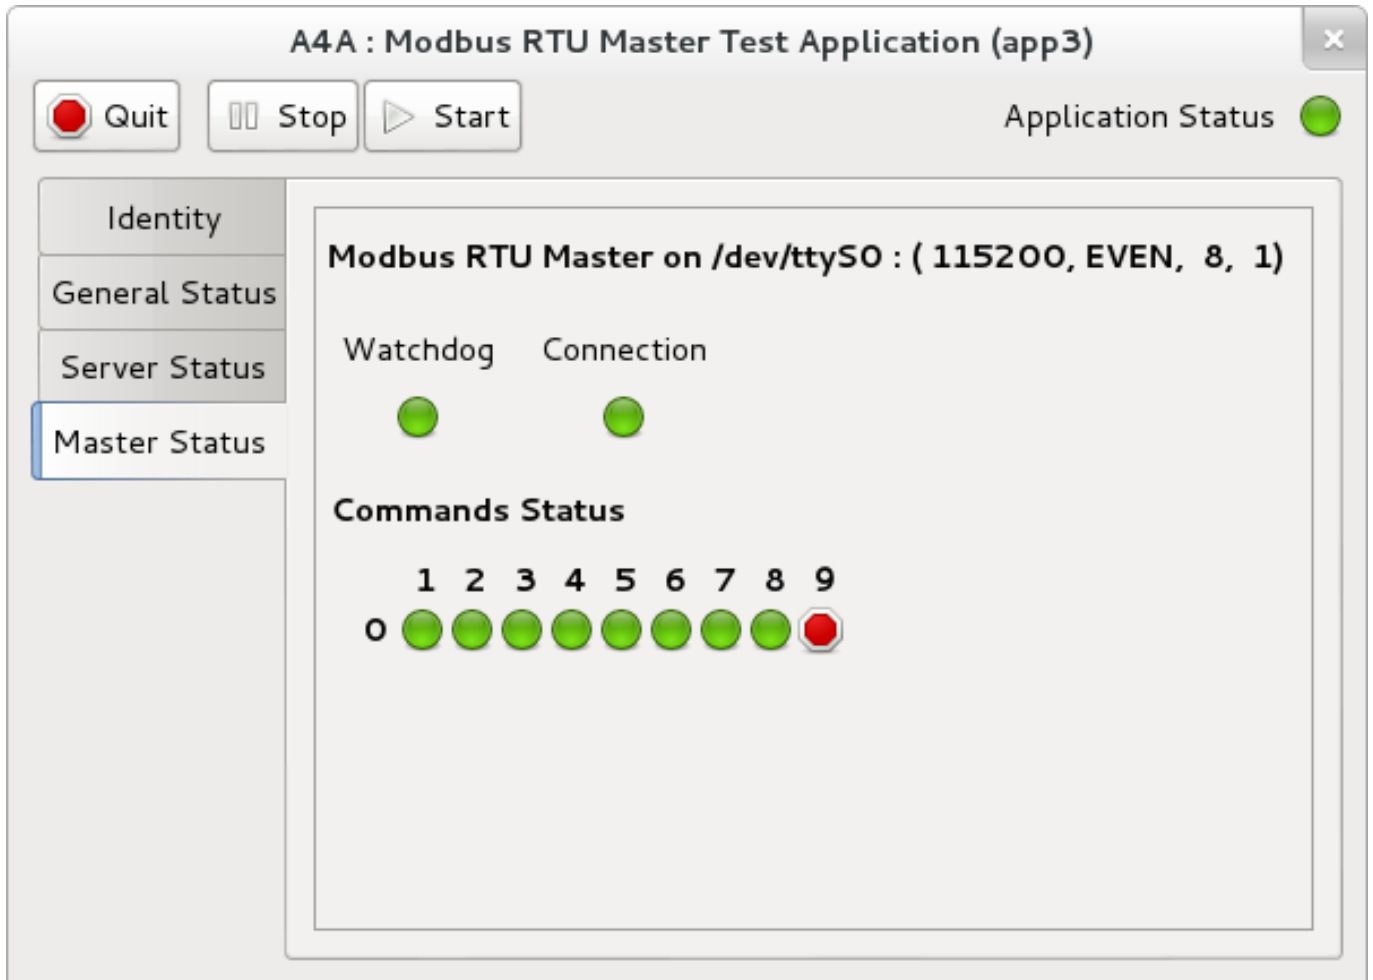 A4A : Modbus RTU Master Test Application (app3)
Quit Stop Start Application Status
Identity
General Status
Server Status
Master Status
Modbus RTU Master on /dev/ttyS0 : ( 115200, EVEN, 8, 1)
Watchdog Connection
Commands Status
1 2 3 4 5 6 7 8 9
0